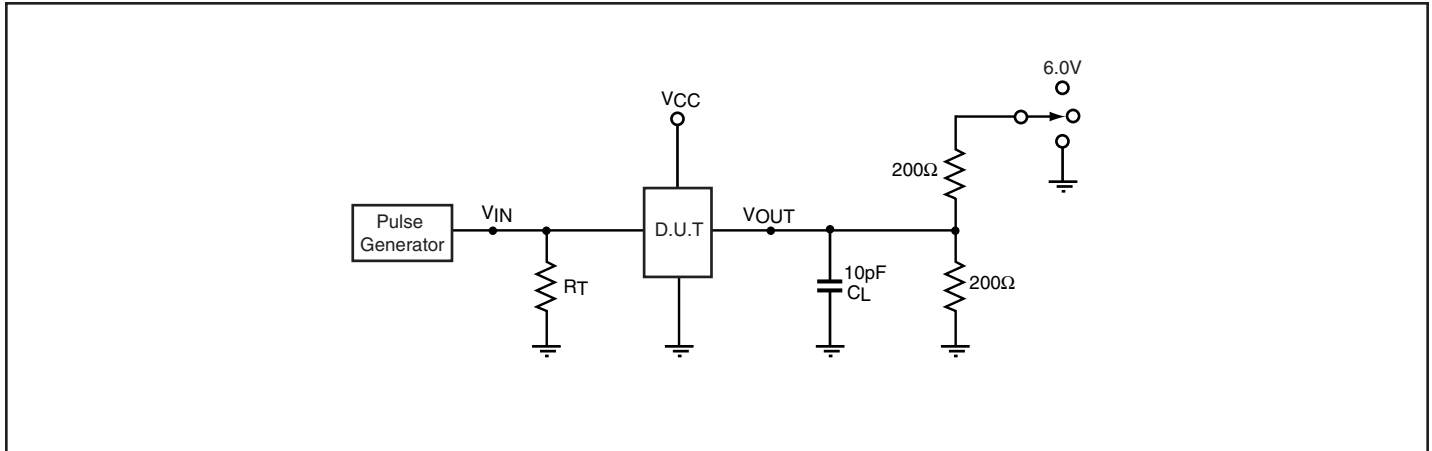 6.0V
VCC
200Ω
Pulse
Generator
VIN
D.U.T
VOUT
RT
10pF
CL
200Ω